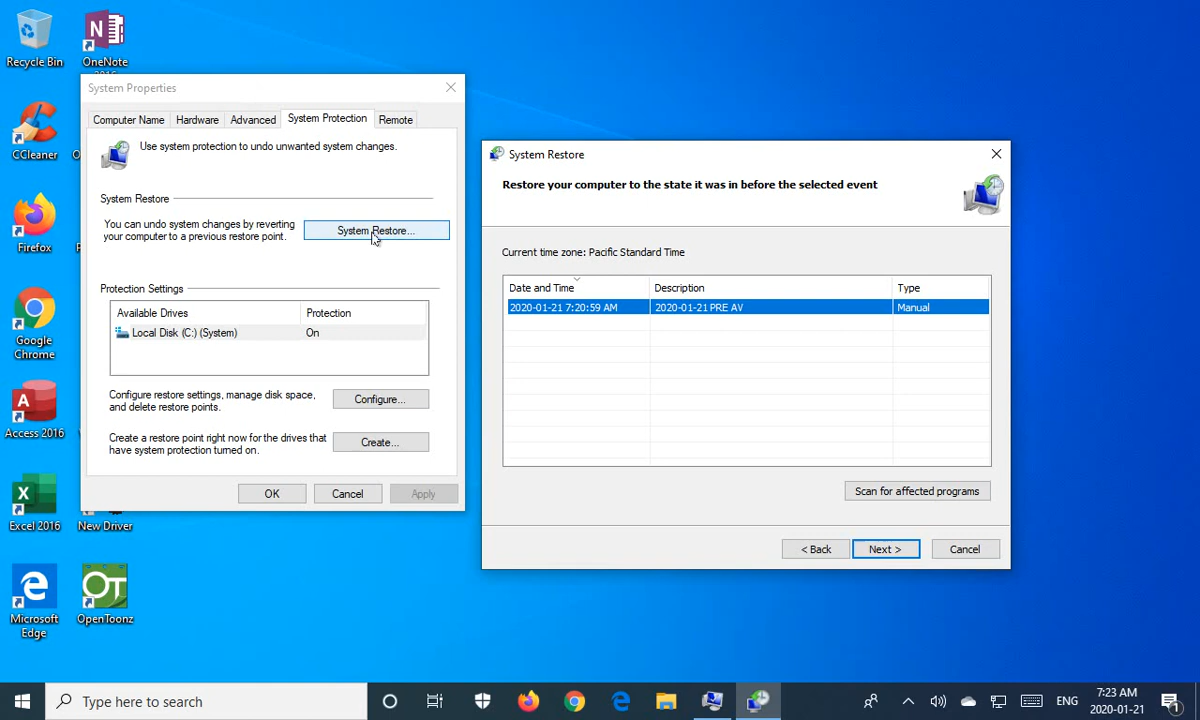 Recycle Bin
OneNote
2016
CCleaner
Firefox
Google
Chrome
Access 2016
Excel 2016
New Driver
Microsoft
Edge
OpenToonz
System Properties
Computer Name
Hardware
Advanced
System Protection
Remote
Use system protection to undo unwanted system changes.
System Restore
You can undo system changes by reverting
your computer to a previous restore point.
System Restore...
Protection Settings
Available Drives
Protection
Local Disk (C:) (System)
On
Configure restore settings, manage disk space,
and delete restore points.
Configure...
Create a restore point right now for the drives that
have system protection turned on.
Create...
OK
Cancel
Apply
System Restore
Restore your computer to the state it was in before the selected event
Current time zone: Pacific Standard Time
Date and Time
Description
Type
2020-01-21 7:20:59 AM
2020-01-21 PRE AV
Manual
Scan for affected programs
< Back
Next >
Cancel
Type here to search
ENG
7:23 AM
2020-01-21
1